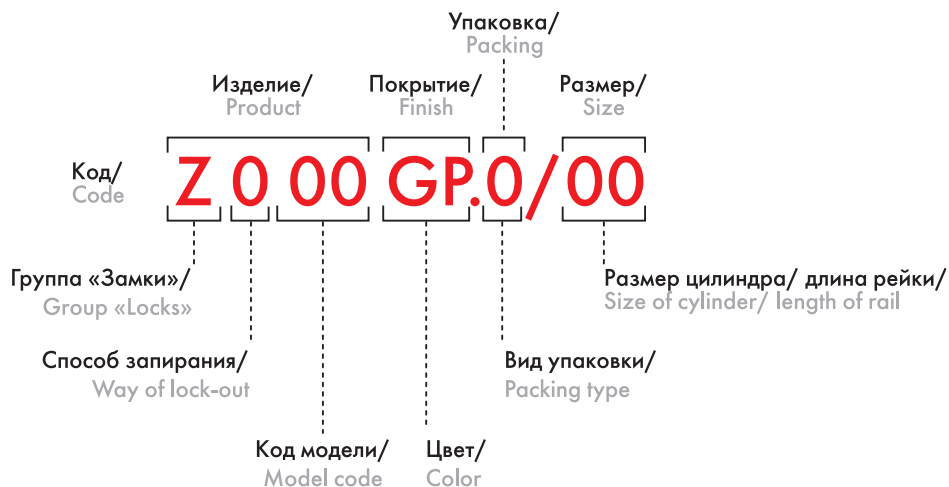 Упаковка/
Packing
Изделие/
Product
Покрытие/
Finish
Размер/
Size
Код/
Code
Z 0 00 GP.0/00
Группа «Замки»/
Group «Locks»
Размер цилиндра/ длина рейки/
Size of cylinder/ length of rail
Способ запирания/
Way of lock-out
Вид упаковки/
Packing type
Код модели/
Model code
Цвет/
Color